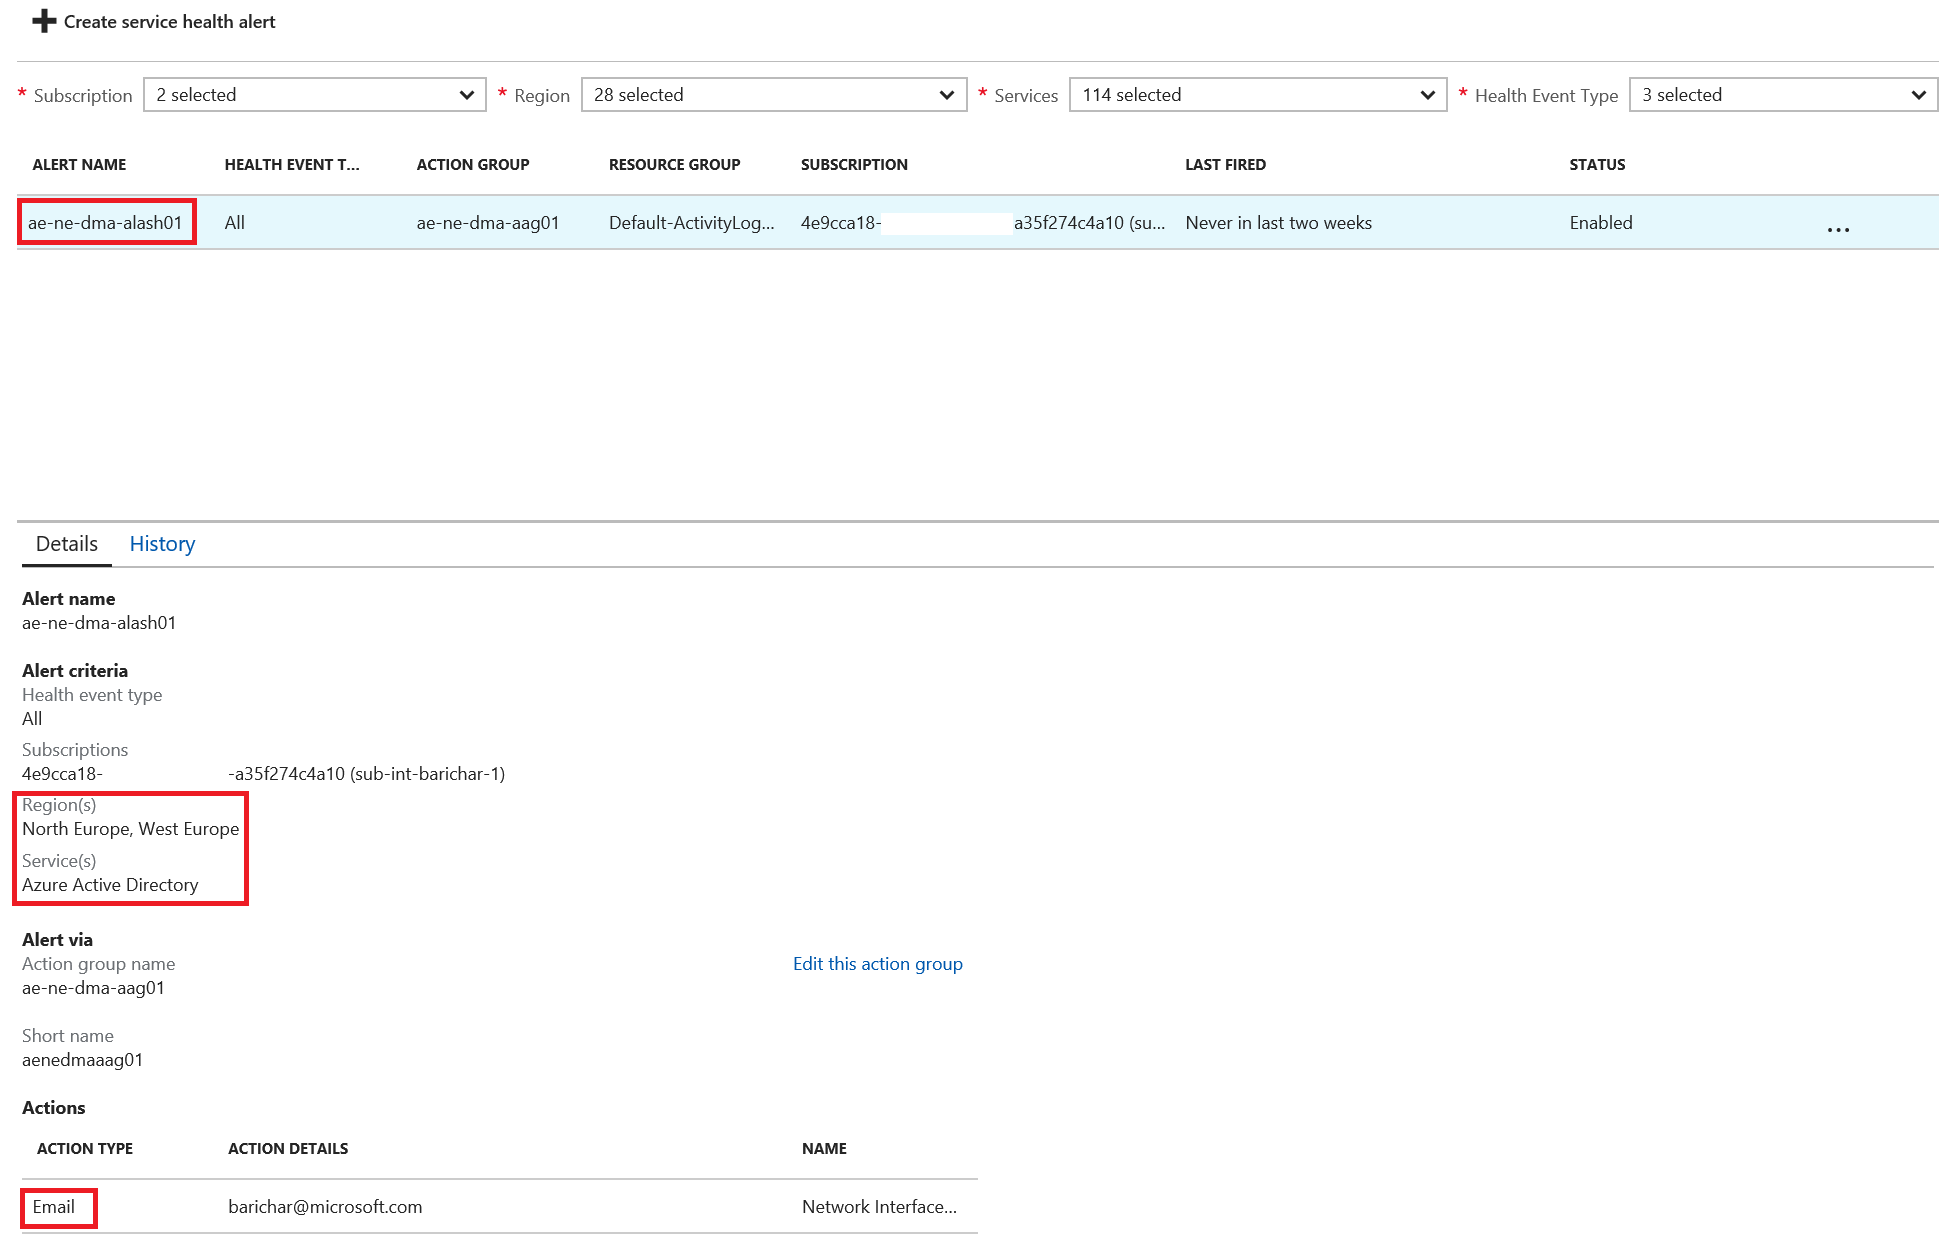 Create service health alert
* Subscription 2 selected * Region 28 selected * Services 114 selected * Health Event Type 3 selected
ALERT NAME HEALTH EVENT T... ACTION GROUP RESOURCE GROUP SUBSCRIPTION LAST FIRED STATUS
ae-ne-dma-alash01 All ae-ne-dma-aag01 Default-ActivityLog... 4e9cca18- a35f274c4a10 (su... Never in last two weeks Enabled ...
Details History
Alert name
ae-ne-dma-alash01
Alert criteria
Health event type
All
Subscriptions
4e9cca18- -a35f274c4a10 (sub-int-barichar-1)
Region(s)
North Europe, West Europe
Service(s)
Azure Active Directory
Alert via
Action group name Edit this action group
ae-ne-dma-aag01
Short name
aenedmaaag01
Actions
ACTION TYPE ACTION DETAILS NAME
Email barichar@microsoft.com Network Interface...